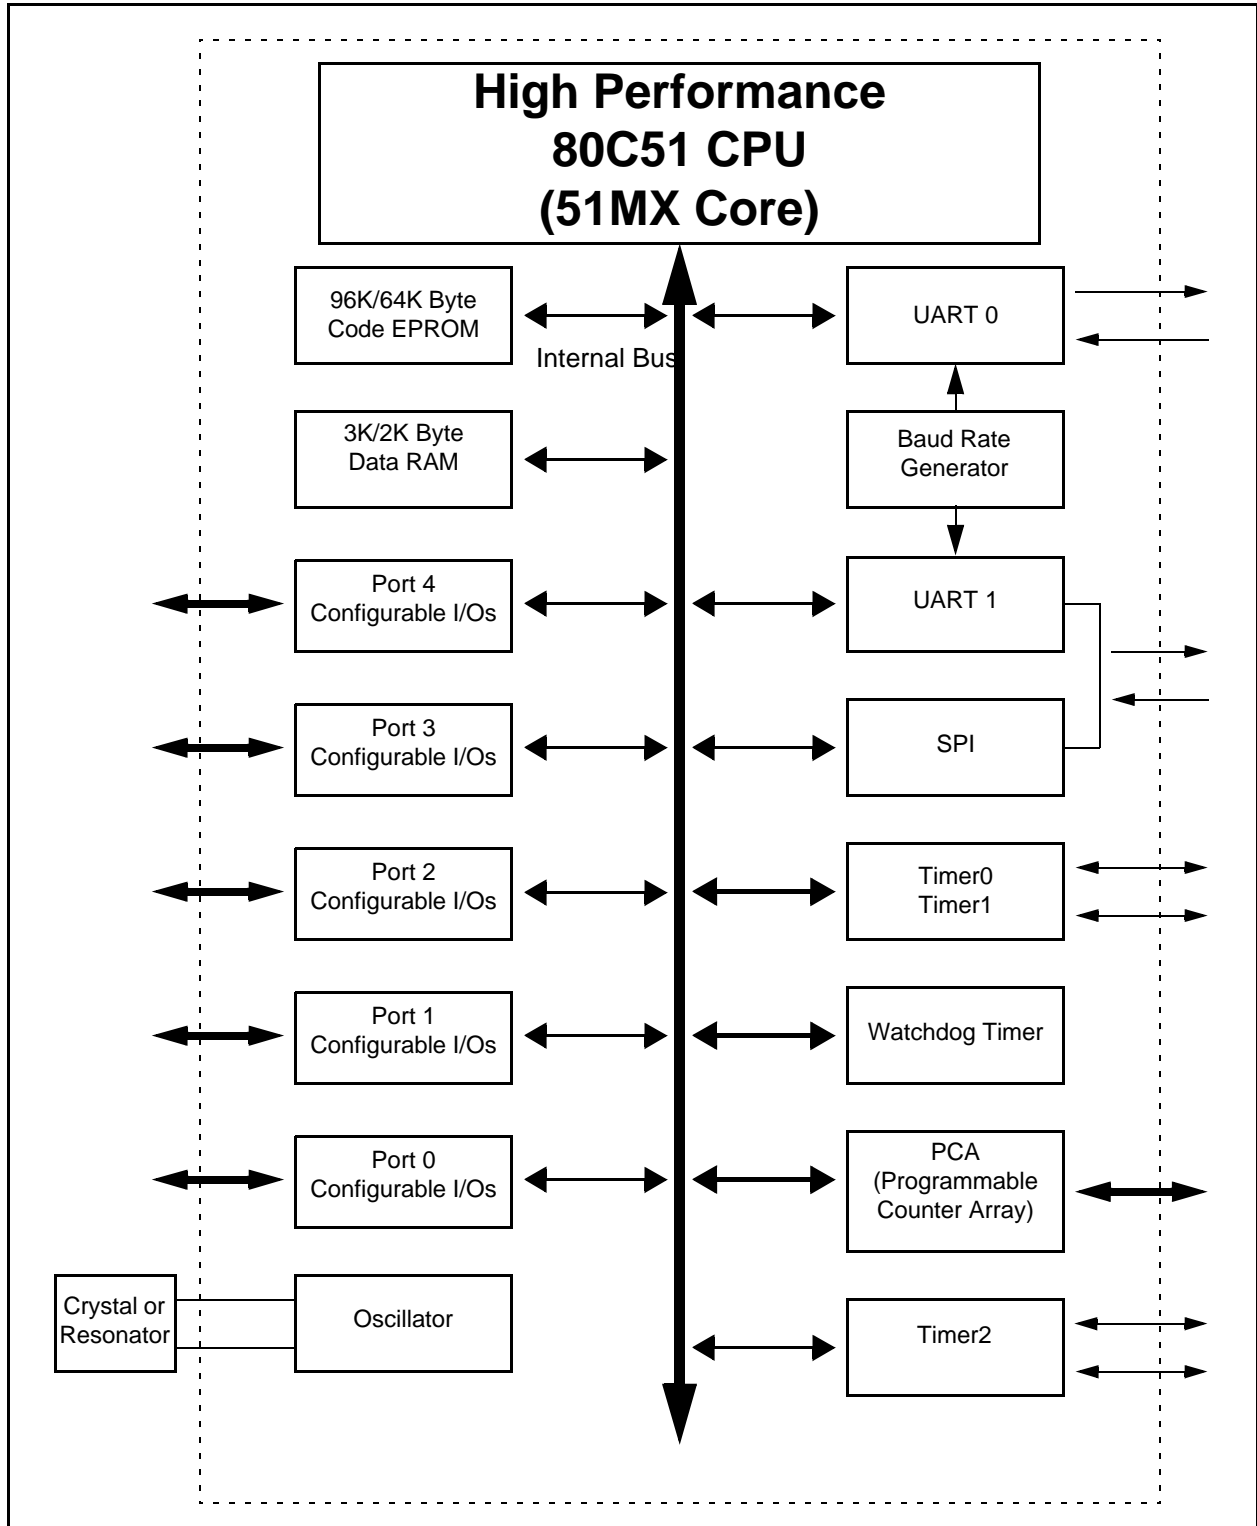 High Performance
80C51 CPU
(51MX Core)
96K/64K Byte
Code EPROM
UART 0
Internal Bus
3K/2K Byte
Data RAM
Baud Rate
Generator
Port 4
Configurable I/Os
UART 1
Port 3
Configurable I/Os
SPI
Port 2
Configurable I/Os
Timer0
Timer1
Port 1
Configurable I/Os
Watchdog Timer
Port 0
Configurable I/Os
PCA
(Programmable
Counter Array)
Crystal or
Resonator
Oscillator
Timer2